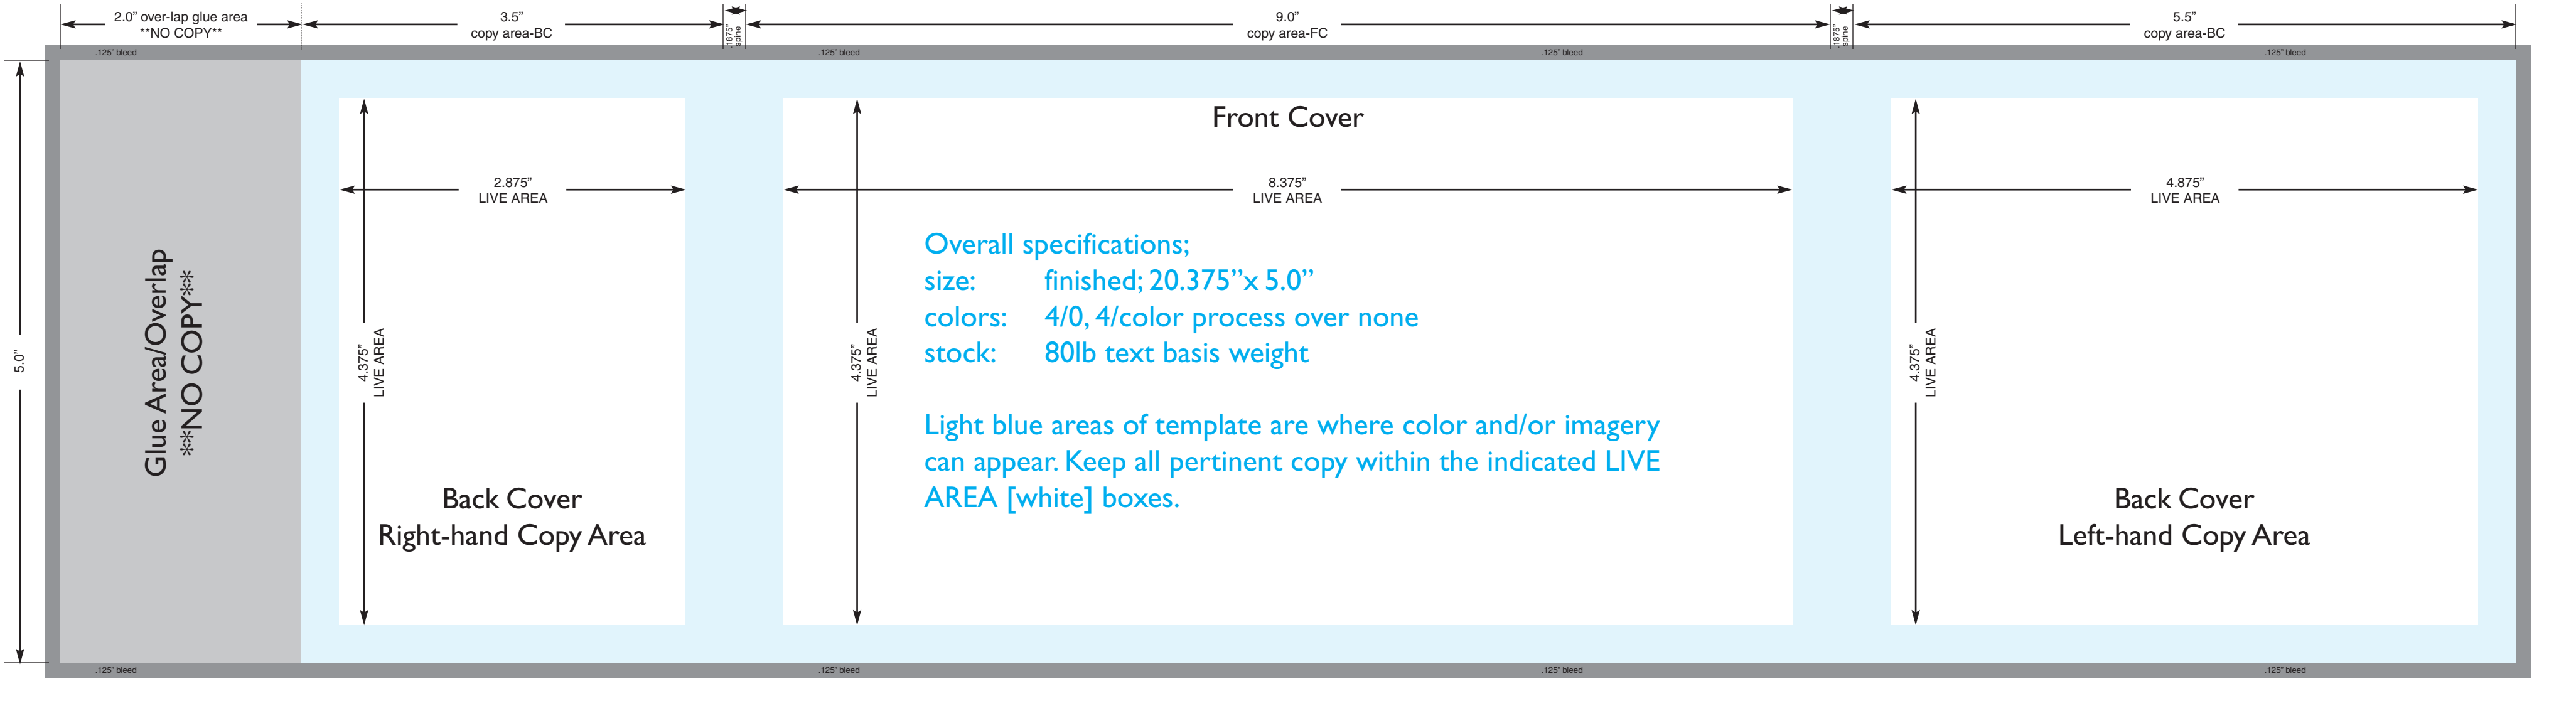 2.0” over-lap glue area
**NO COPY**
3.5”
copy area-BC
.1875”
spine
9.0”
copy area-FC
.1875”
spine
5.5”
copy area-BC
.125” bleed
.125” bleed
.125” bleed
.125” bleed
5.0”
Glue Area/Overlap
**NO COPY**
2.875”
LIVE AREA
4.375”
LIVE AREA
Back Cover
Right-hand Copy Area
Front Cover
8.375”
LIVE AREA
4.375”
LIVE AREA
Overall specifications;
size: finished; 20.375”x 5.0”
colors: 4/0, 4/color process over none
stock: 80lb text basis weight
Light blue areas of template are where color and/or imagery
can appear. Keep all pertinent copy within the indicated LIVE
AREA [white] boxes.
4.875”
LIVE AREA
4.375”
LIVE AREA
Back Cover
Left-hand Copy Area
.125” bleed
.125” bleed
.125” bleed
.125” bleed